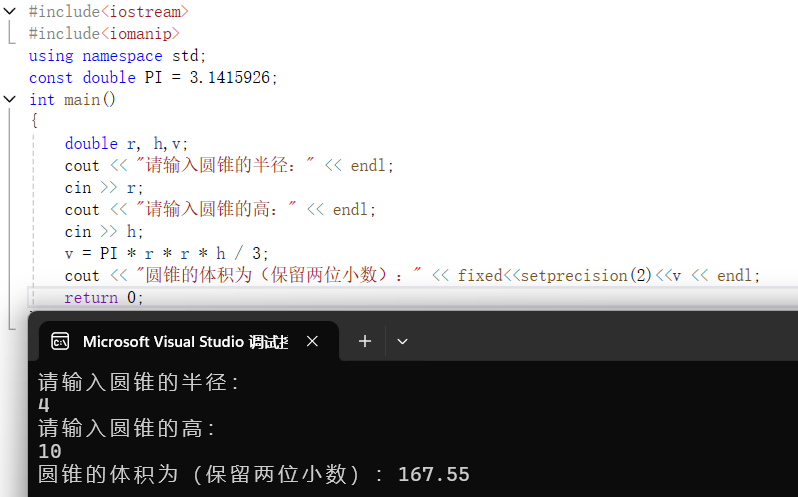 #include<iostream>
#include<iomanip>
using namespace std;
const double PI = 3.1415926;
int main()
{
double r, h,v;
cout << "请输入圆锥的半径：" << endl;
cin >> r;
cout << "请输入圆锥的高：" << endl;
cin >> h;
v = PI * r * r * h / 3;
cout << "圆锥的体积为（保留两位小数）：" << fixed<<setprecision(2)<<v << endl;
return 0;
Microsoft Visual Studio 调试
请输入圆锥的半径：
4
请输入圆锥的高：
10
圆锥的体积为（保留两位小数）：167.55